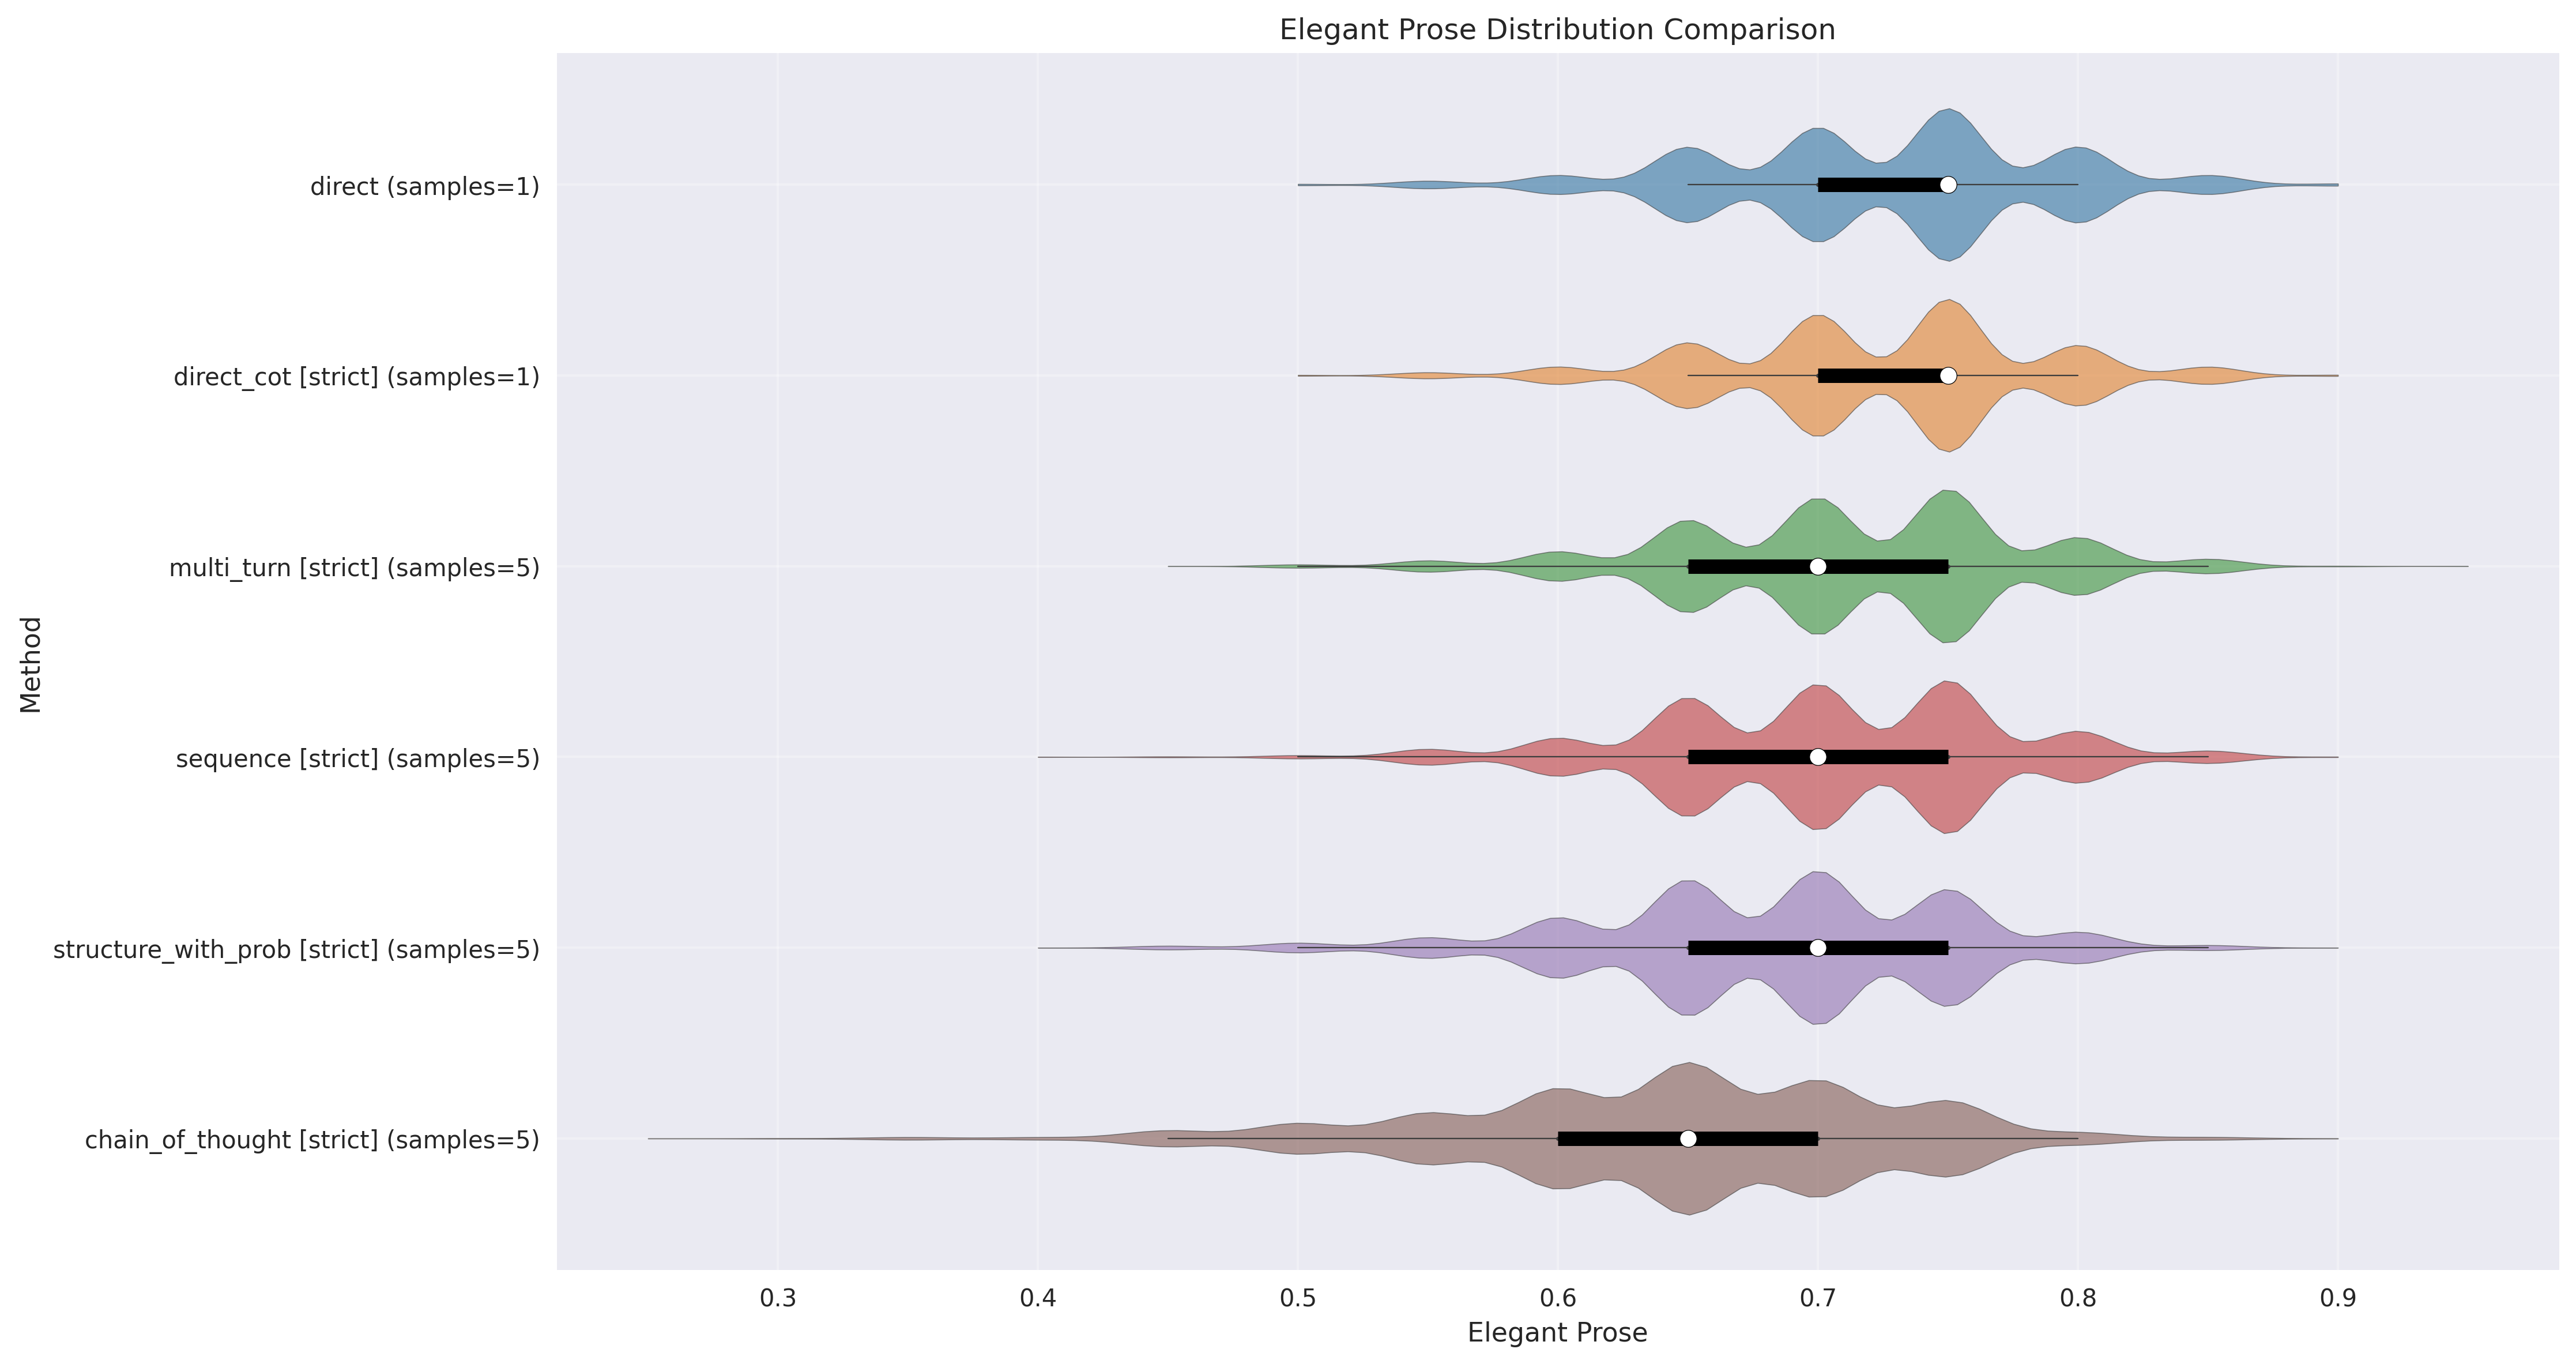 Elegant Prose Distribution Comparison
direct (samples=1)
direct_cot [strict] (samples=1)
multi_turn [strict] (samples=5)
sequence [strict] (samples=5)
structure_with_prob [strict] (samples=5)
chain_of_thought [strict] (samples=5)
Method
0.3 0.4 0.5 0.6 0.7 0.8 0.9
Elegant Prose